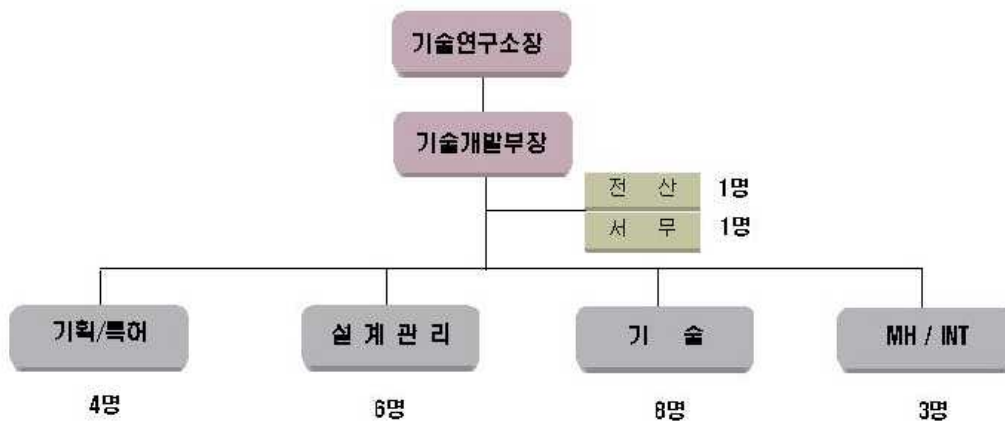 기술연구소장
기술개발부장
전 산 1명
서 무 1명
기획/특허 설 계 관 리 기 술 MH / INT
4명 6명 8명 3명